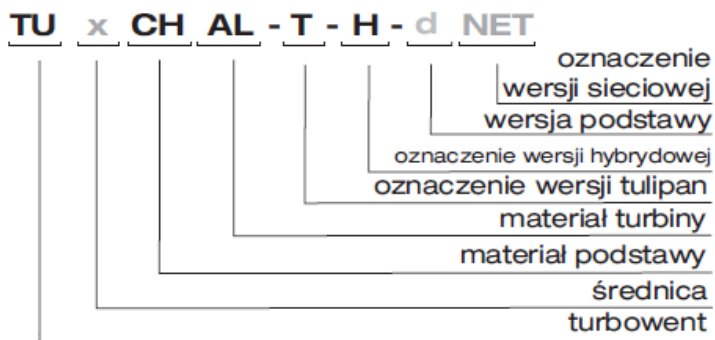 TU x CH AL - T - H - d NET
oznaczenie
wersji sieciowej
wersja podstawy
oznaczenie wersji hybrydowej
oznaczenie wersji tulipan
materiał turbiny
materiał podstawy
średnica
turbowent